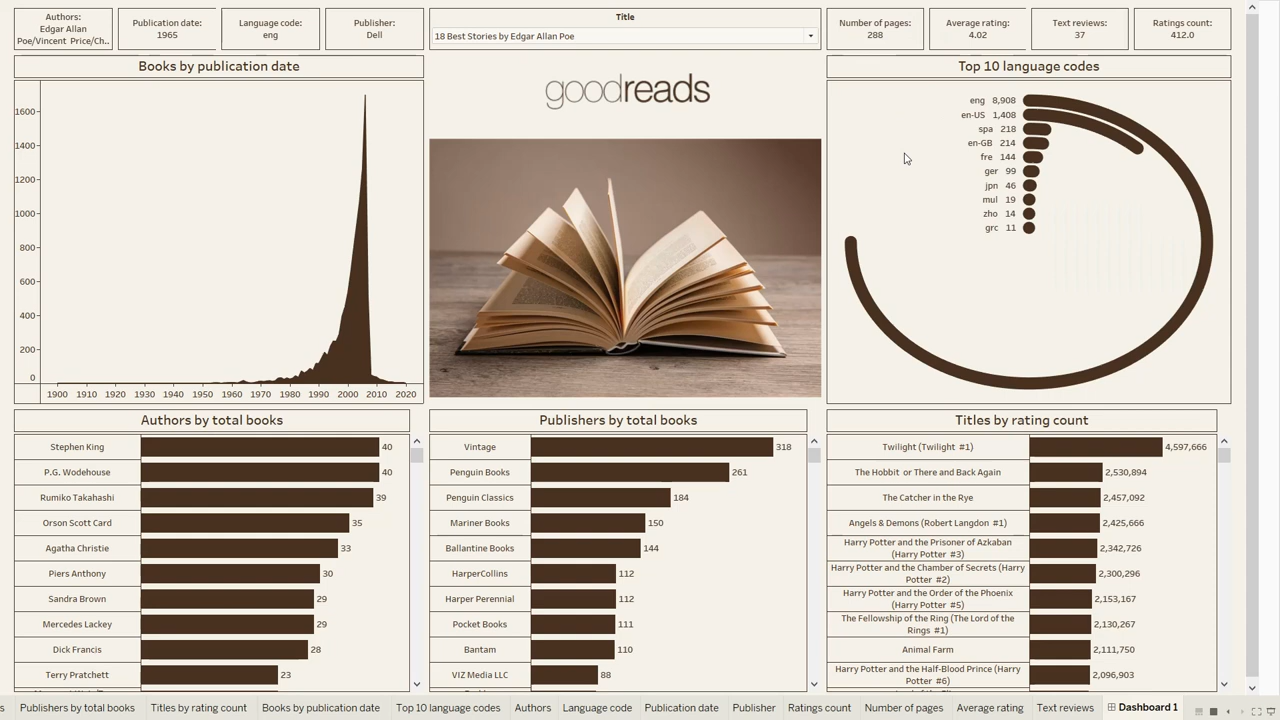 Authors:
Edgar Allan
Poe/Vincent Price/Ch..
Publication date:
1965
Language code:
eng
Publisher:
Dell
Title
18 Best Stories by Edgar Allan Poe
Number of pages:
288
Average rating:
4.02
Text reviews:
37
Ratings count:
412.0
Books by publication date
1600
1400
1200
1000
800
600
400
200
0
1900 1910 1920 1930 1940 1950 1960 1970 1980 1990 2000 2010 2020
goodreads
Top 10 language codes
eng 8,908
en-US 1,408
spa 218
en-GB 214
fre 144
ger 99
jpn 46
mul 19
zho 14
grc 11
Authors by total books
Stephen King 40
P.G. Wodehouse 40
Rumiko Takahashi 39
Orson Scott Card 35
Agatha Christie 33
Piers Anthony 30
Sandra Brown 29
Mercedes Lackey 29
Dick Francis 28
Terry Pratchett 23
Publishers by total books
Vintage 318
Penguin Books 261
Penguin Classics 184
Mariner Books 150
Ballantine Books 144
HarperCollins 112
Harper Perennial 112
Pocket Books 111
Bantam 110
VIZ Media LLC 88
Titles by rating count
Twilight (Twilight #1) 4,597,666
The Hobbit or There and Back Again 2,530,894
The Catcher in the Rye 2,457,092
Angels & Demons (Robert Langdon #1) 2,425,666
Harry Potter and the Prisoner of Azkaban
(Harry Potter #3) 2,342,726
Harry Potter and the Chamber of Secrets (Harry
Potter #2) 2,300,296
Harry Potter and the Order of the Phoenix
(Harry Potter #5) 2,153,167
The Fellowship of the Ring (The Lord of the
Rings #1) 2,130,267
Animal Farm 2,111,750
Harry Potter and the Half-Blood Prince (Harry
Potter #6) 2,096,903
s Publishers by total books Titles by rating count Books by publication date Top 10 language codes Authors Language code Publication date Publisher Ratings count Number of pages Average rating Text reviews Dashboard 1